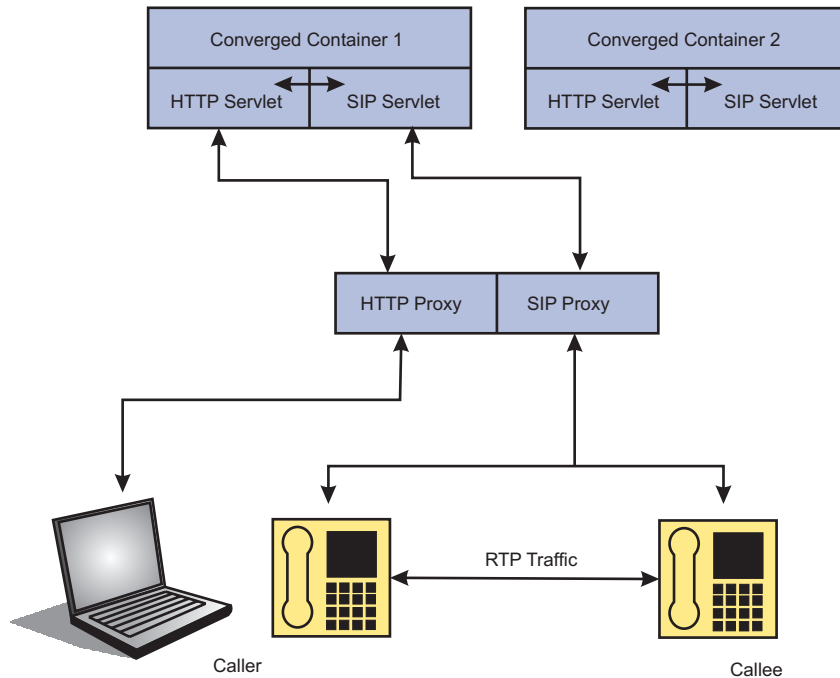 Converged Container 1
Converged Container 2
HTTP Servlet
SIP Servlet
HTTP Servlet
SIP Servlet
HTTP Proxy
SIP Proxy
RTP Traffic
Caller
Callee